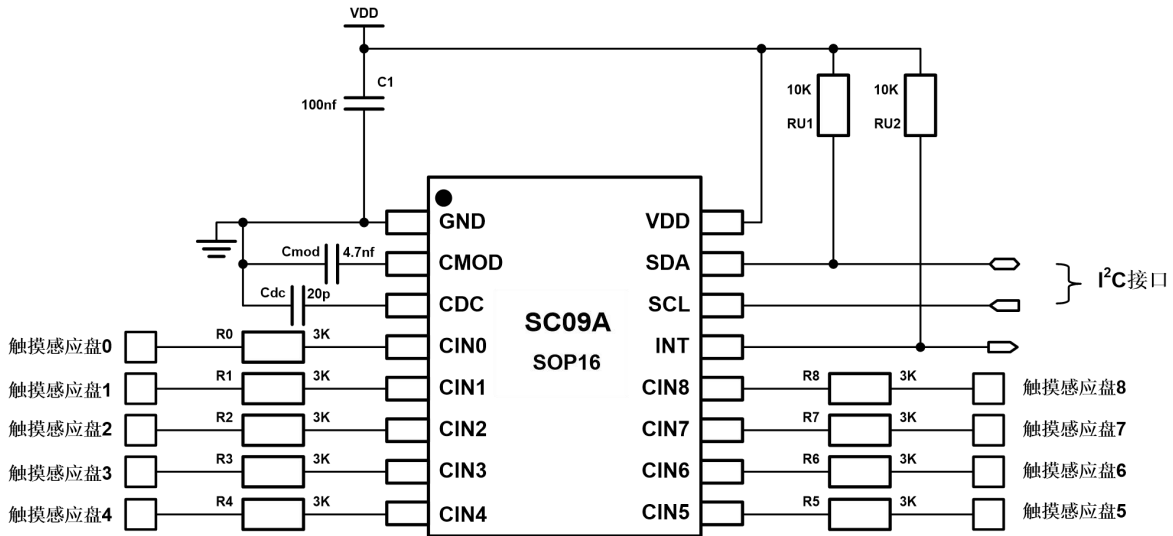 VDD
C1
100nf
10K
RU1
10K
RU2
GND
VDD
Cmod
4.7nf
CMOD
SDA
Cdc
20p
CDC
SCL
I²C接口
SC09A
SOP16
触摸感应盘0
R0
3K
CIN0
INT
触摸感应盘1
R1
3K
CIN1
CIN8
R8
3K
触摸感应盘8
触摸感应盘2
R2
3K
CIN2
CIN7
R7
3K
触摸感应盘7
触摸感应盘3
R3
3K
CIN3
CIN6
R6
3K
触摸感应盘6
触摸感应盘4
R4
3K
CIN4
CIN5
R5
3K
触摸感应盘5